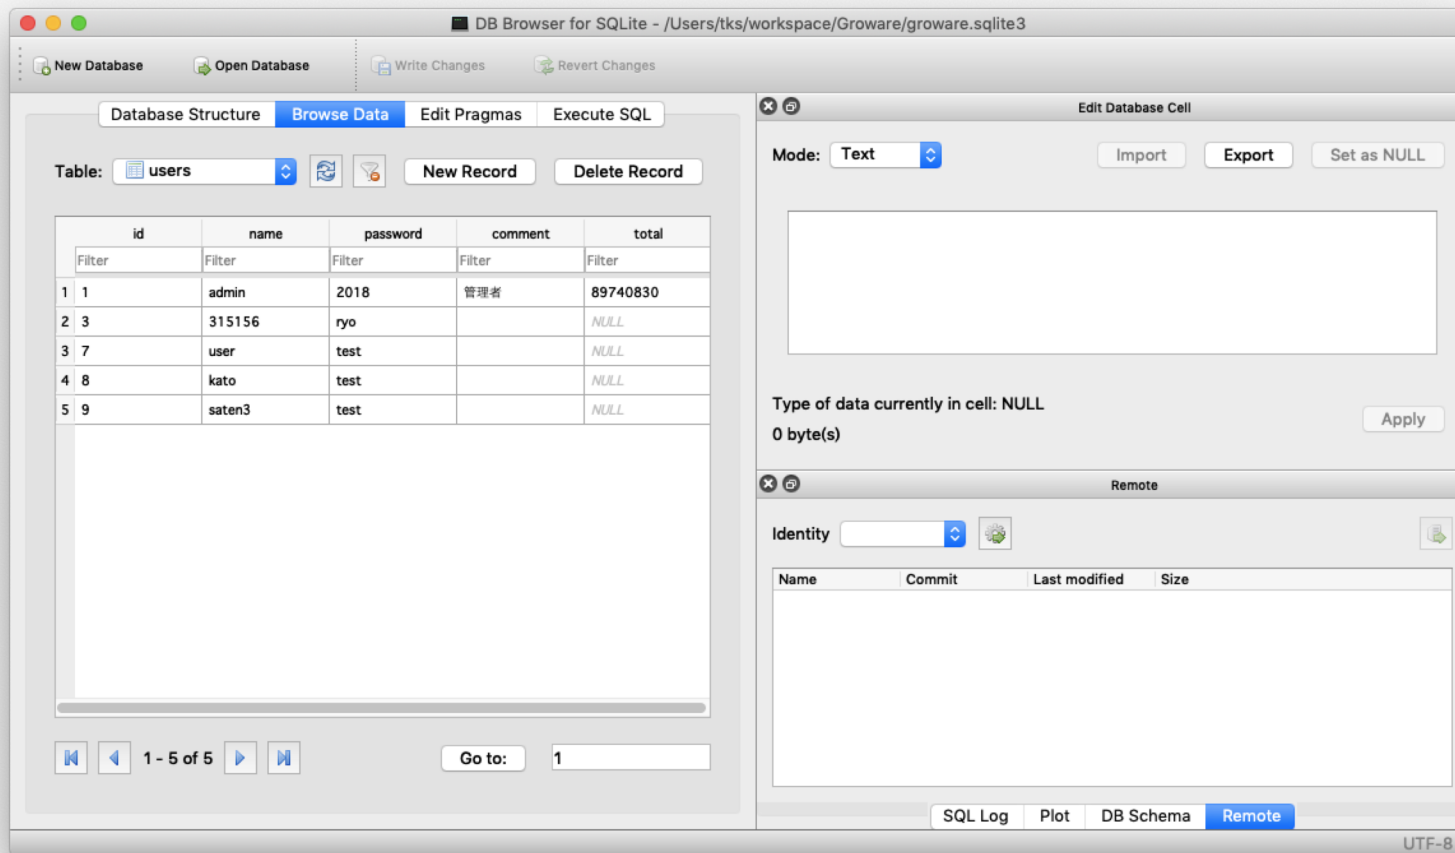 DB Browser for SQLite - /Users/tks/workspace/Groware/groware.sqlite3
New Database Open Database Write Changes Revert Changes
Database Structure Browse Data Edit Pragmas Execute SQL
Table: users New Record Delete Record
id name password comment total
Filter Filter Filter Filter Filter
1 1 admin 2018 管理者 89740830
2 3 315156 ryo NULL
3 7 user test NULL
4 8 kato test NULL
5 9 saten3 test NULL
1 - 5 of 5 Go to: 1
Edit Database Cell
Mode: Text Import Export Set as NULL
Type of data currently in cell: NULL
0 byte(s)
Apply
Remote
Identity
Name Commit Last modified Size
SQL Log Plot DB Schema Remote
UTF-8